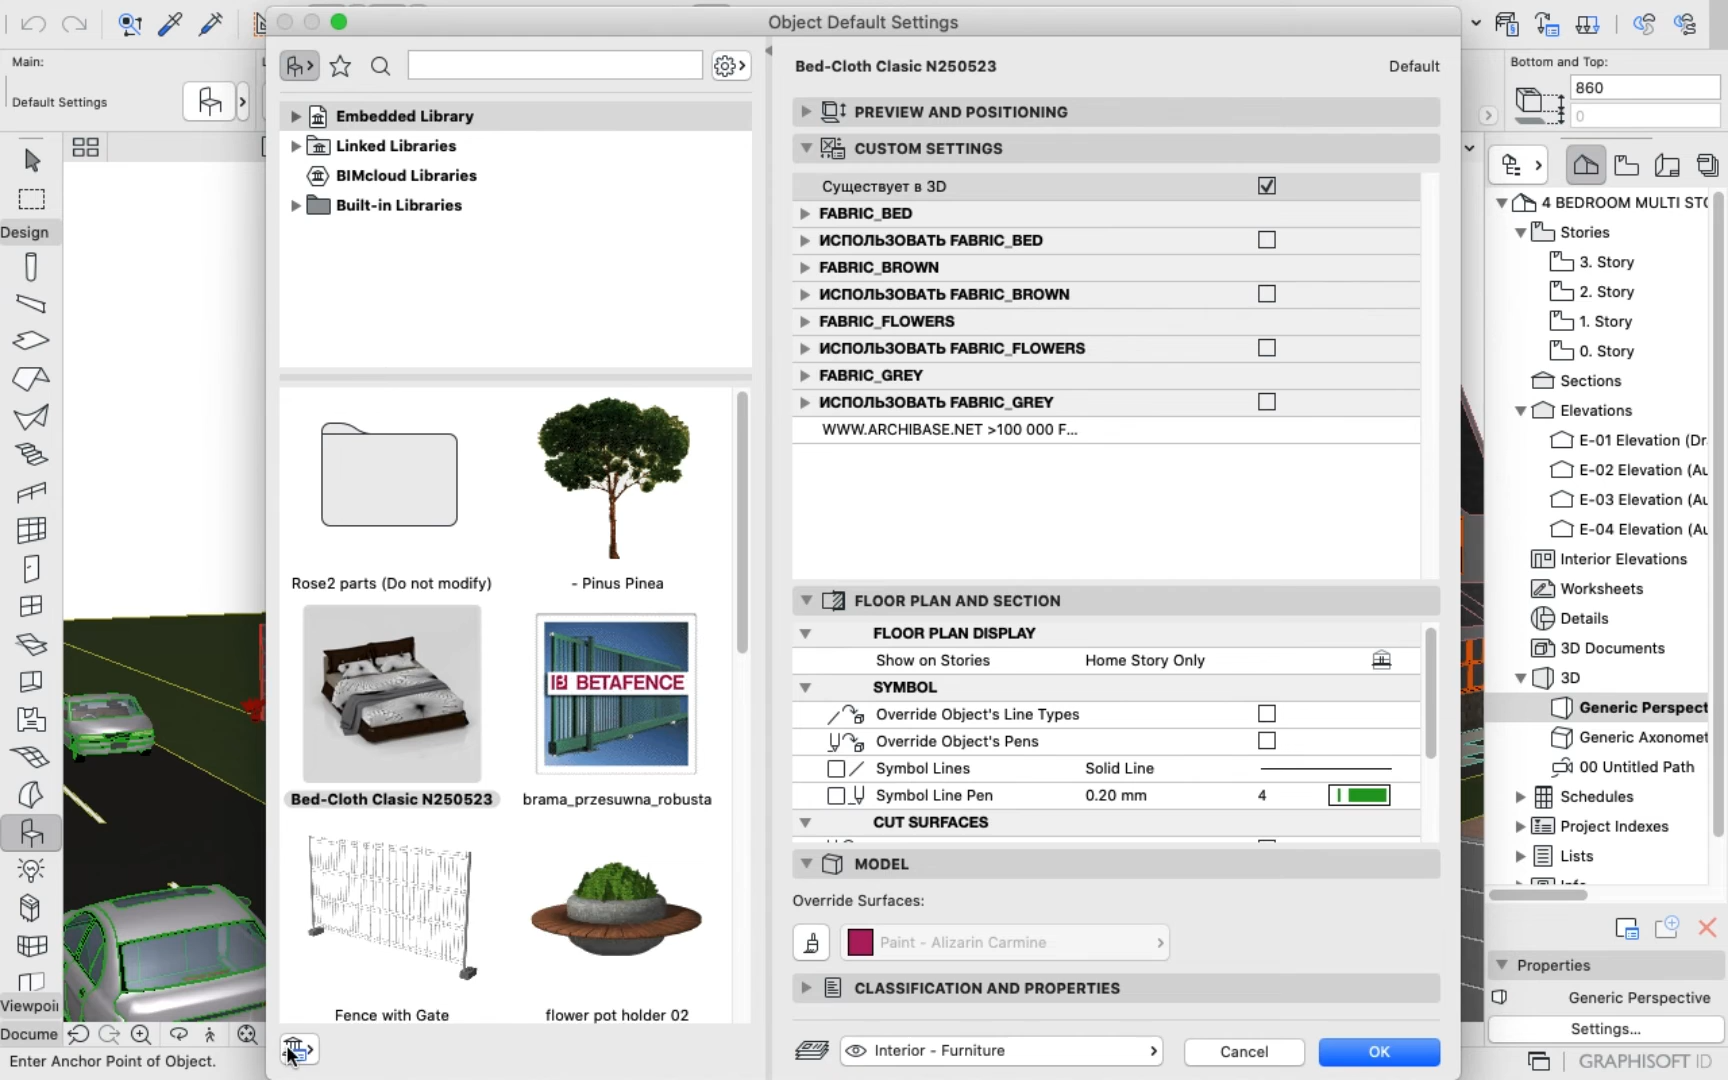 Object Default Settings
Main:
Default Settings
Bed-Cloth Clasic N250523
Default
Bottom and Top:
860
0
Embedded Library
Linked Libraries
BIMcloud Libraries
Built-in Libraries
PREVIEW AND POSITIONING
CUSTOM SETTINGS
Существует в 3D
FABRIC_BED
ИСПОЛЬЗОВАТЬ FABRIC_BED
FABRIC_BROWN
ИСПОЛЬЗОВАТЬ FABRIC_BROWN
FABRIC_FLOWERS
ИСПОЛЬЗОВАТЬ FABRIC_FLOWERS
FABRIC_GREY
ИСПОЛЬЗОВАТЬ FABRIC_GREY
WWW.ARCHIBASE.NET >100 000 F...
Design
Rose2 parts (Do not modify)
- Pinus Pinea
BETAFENCE
Bed-Cloth Clasic N250523
brama_przesuwna_robusta
Fence with Gate
flower pot holder 02
FLOOR PLAN AND SECTION
FLOOR PLAN DISPLAY
Show on Stories Home Story Only
SYMBOL
Override Object's Line Types
Override Object's Pens
Symbol Lines Solid Line
Symbol Line Pen 0.20 mm 4
CUT SURFACES
MODEL
Override Surfaces:
Paint - Alizarin Carmine
CLASSIFICATION AND PROPERTIES
Interior - Furniture
Cancel
OK
4 BEDROOM MULTI STO
Stories
3. Story
2. Story
1. Story
0. Story
Sections
Elevations
E-01 Elevation (Dr
E-02 Elevation (Au
E-03 Elevation (Au
E-04 Elevation (Au
Interior Elevations
Worksheets
Details
3D Documents
3D
Generic Perspect
Generic Axonomet
00 Untitled Path
Schedules
Project Indexes
Lists
Properties
Generic Perspective
Settings...
Viewpoi
Docume
Enter Anchor Point of Object.
GRAPHISOFT ID